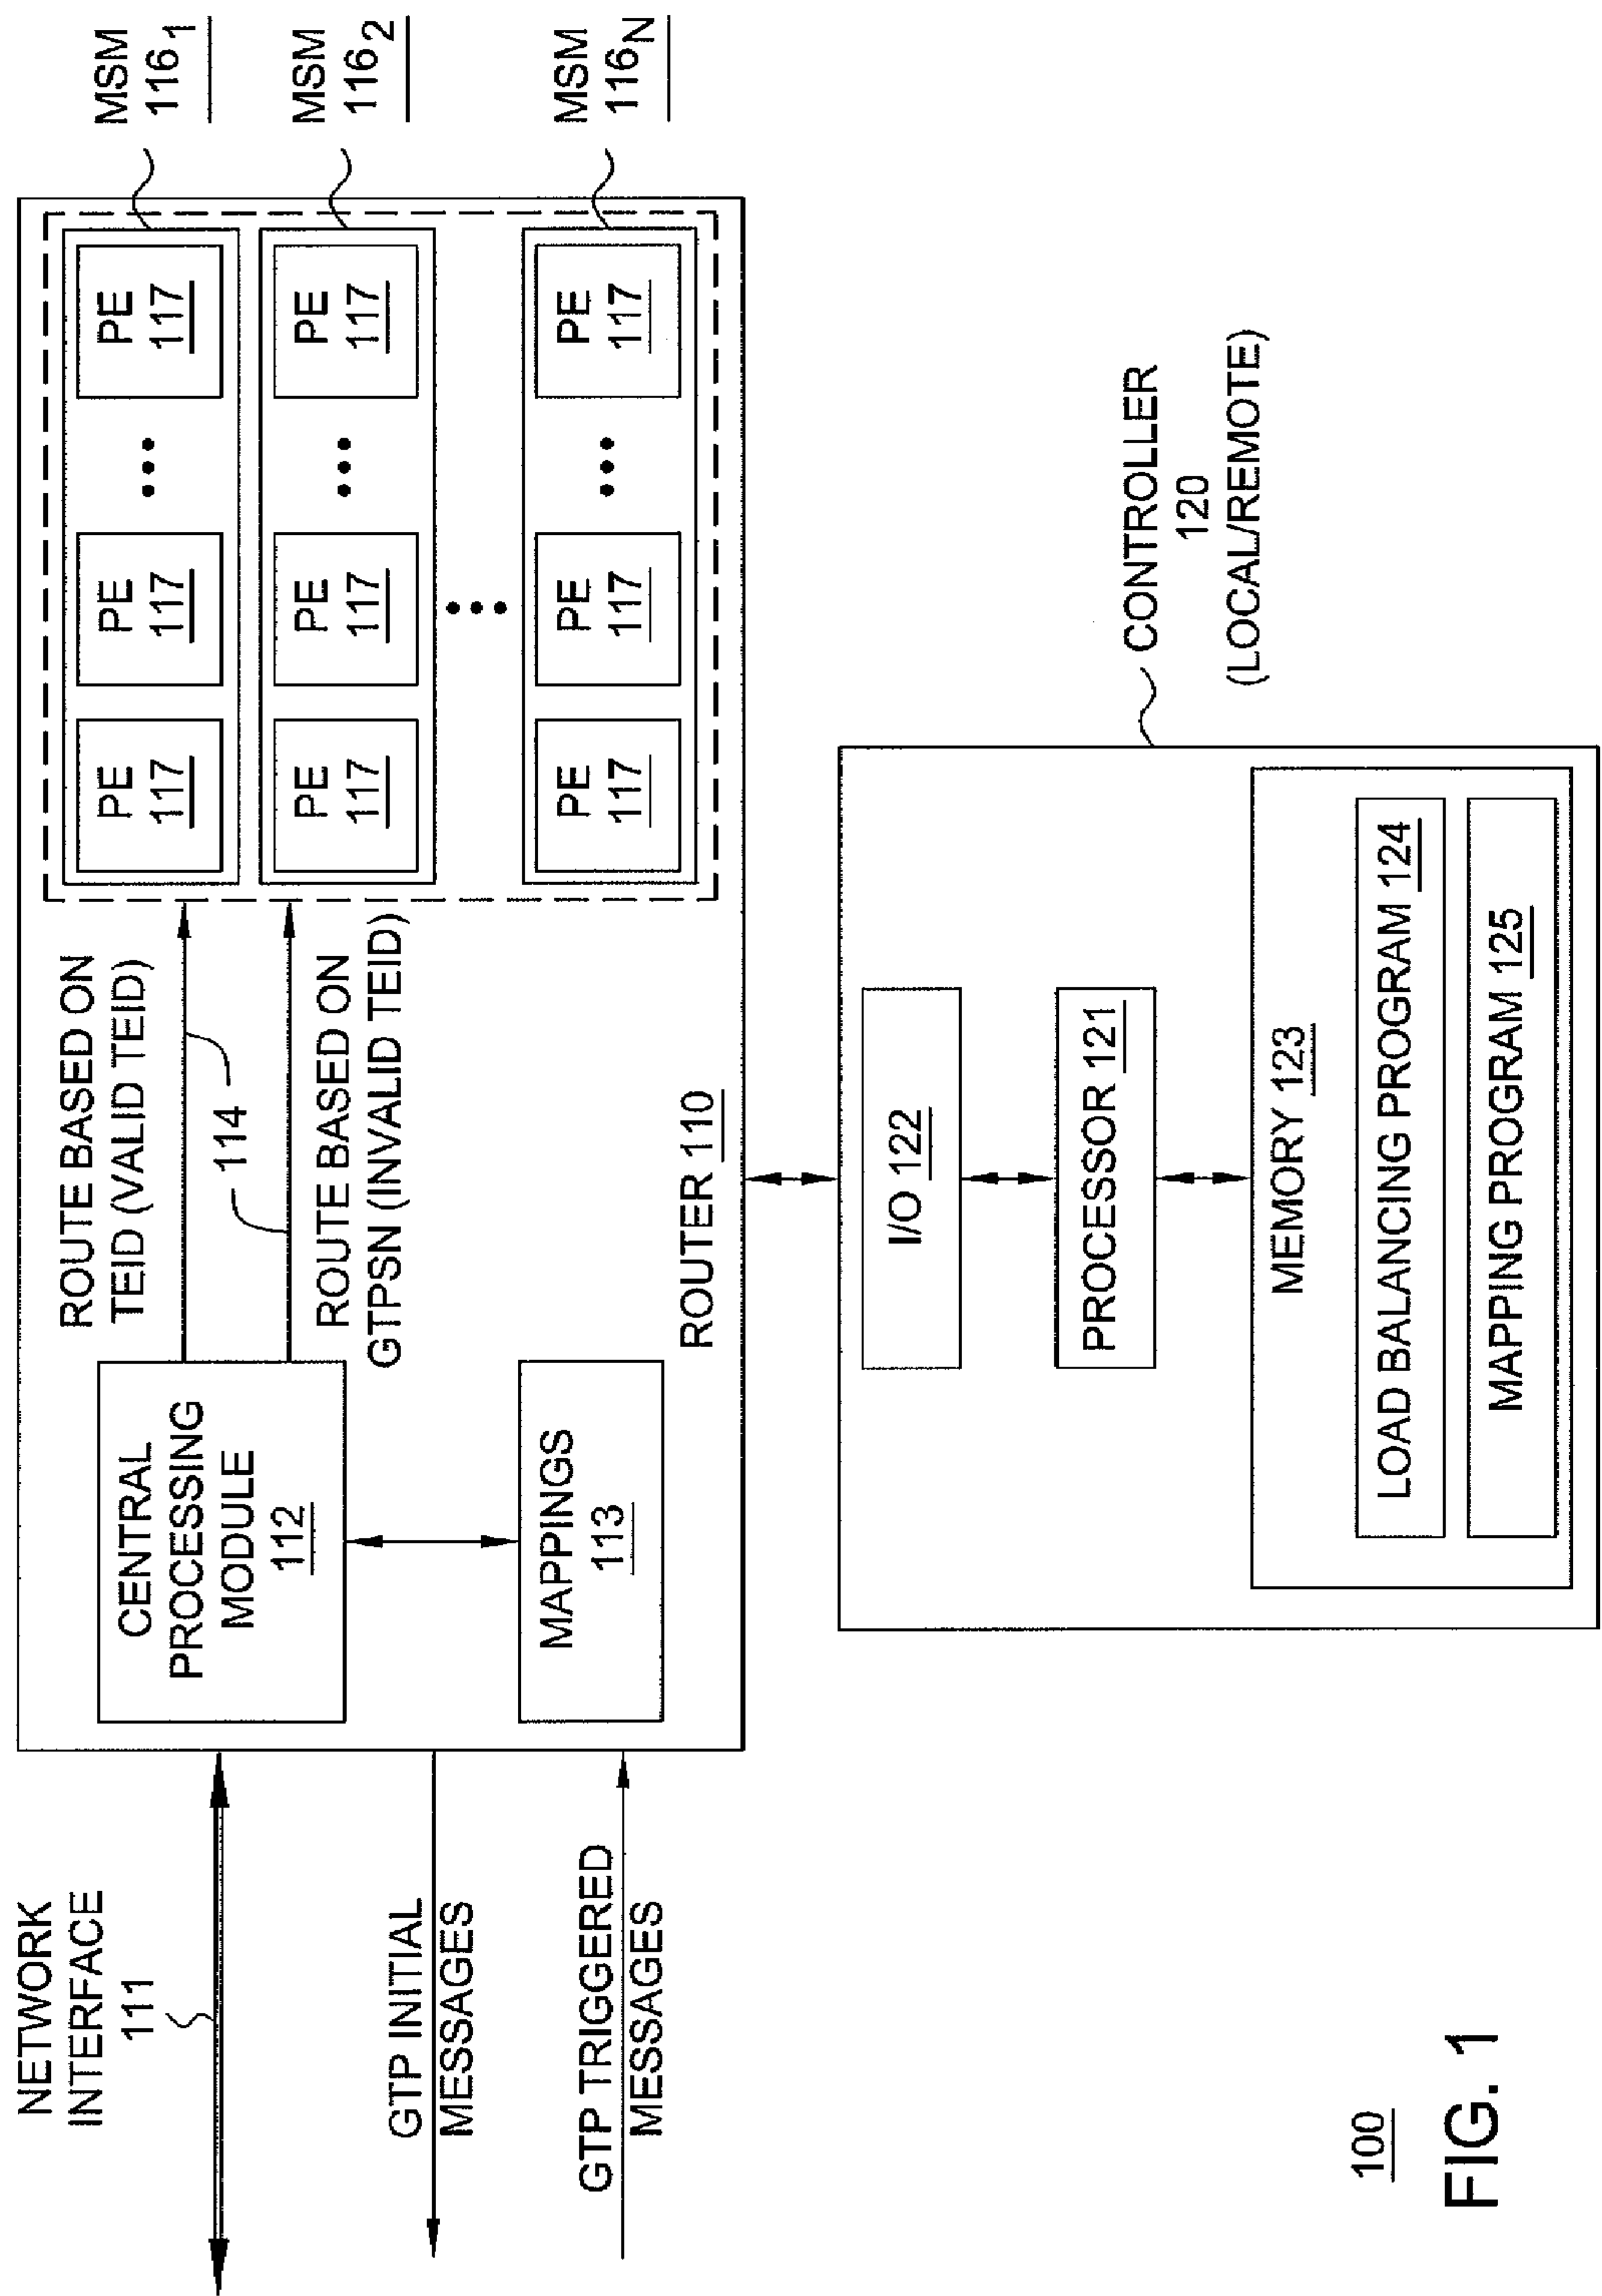 NETWORK
INTERFACE
111
GTP INITIAL
MESSAGES
GTP TRIGGERED
MESSAGES
CENTRAL
PROCESSING
MODULE
112
MAPPINGS
113
ROUTE BASED ON
TEID (VALID TEID)
114
ROUTE BASED ON
GTPSN (INVALID TEID)
ROUTER 110
PE
117
PE
117
PE
117
PE
117
PE
117
PE
117
PE
117
PE
117
PE
117
MSM
116₁
MSM
116₂
MSM
116N
I/O 122
PROCESSOR 121
MEMORY 123
LOAD BALANCING PROGRAM 124
MAPPING PROGRAM 125
CONTROLLER
120
(LOCAL/REMOTE)
100
FIG. 1